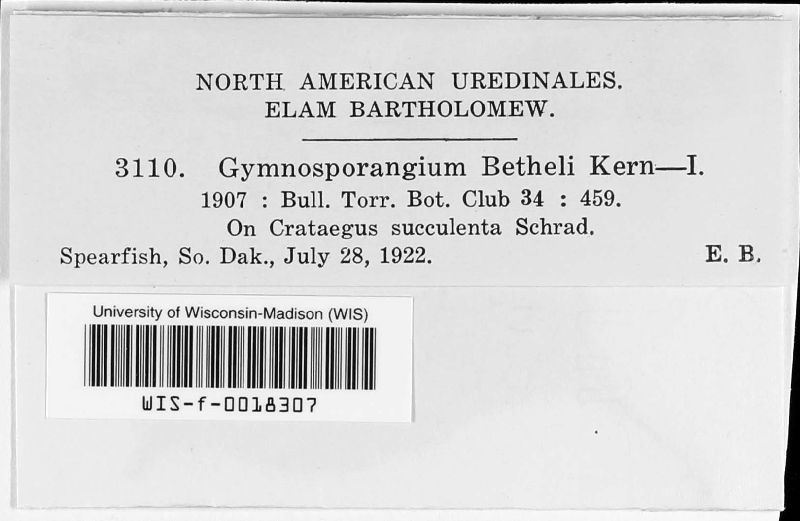 NORTH AMERICAN UREDINALES.
ELAM BARTHOLOMEW.
3110. Gymnosporangium Betheli Kern—I.
1907 : Bull. Torr. Bot. Club 34 : 459.
On Crataegus succulenta Schrad.
Spearfish, So. Dak., July 28, 1922. E. B.
University of Wisconsin-Madison (WIS)
WIS-f-0018307